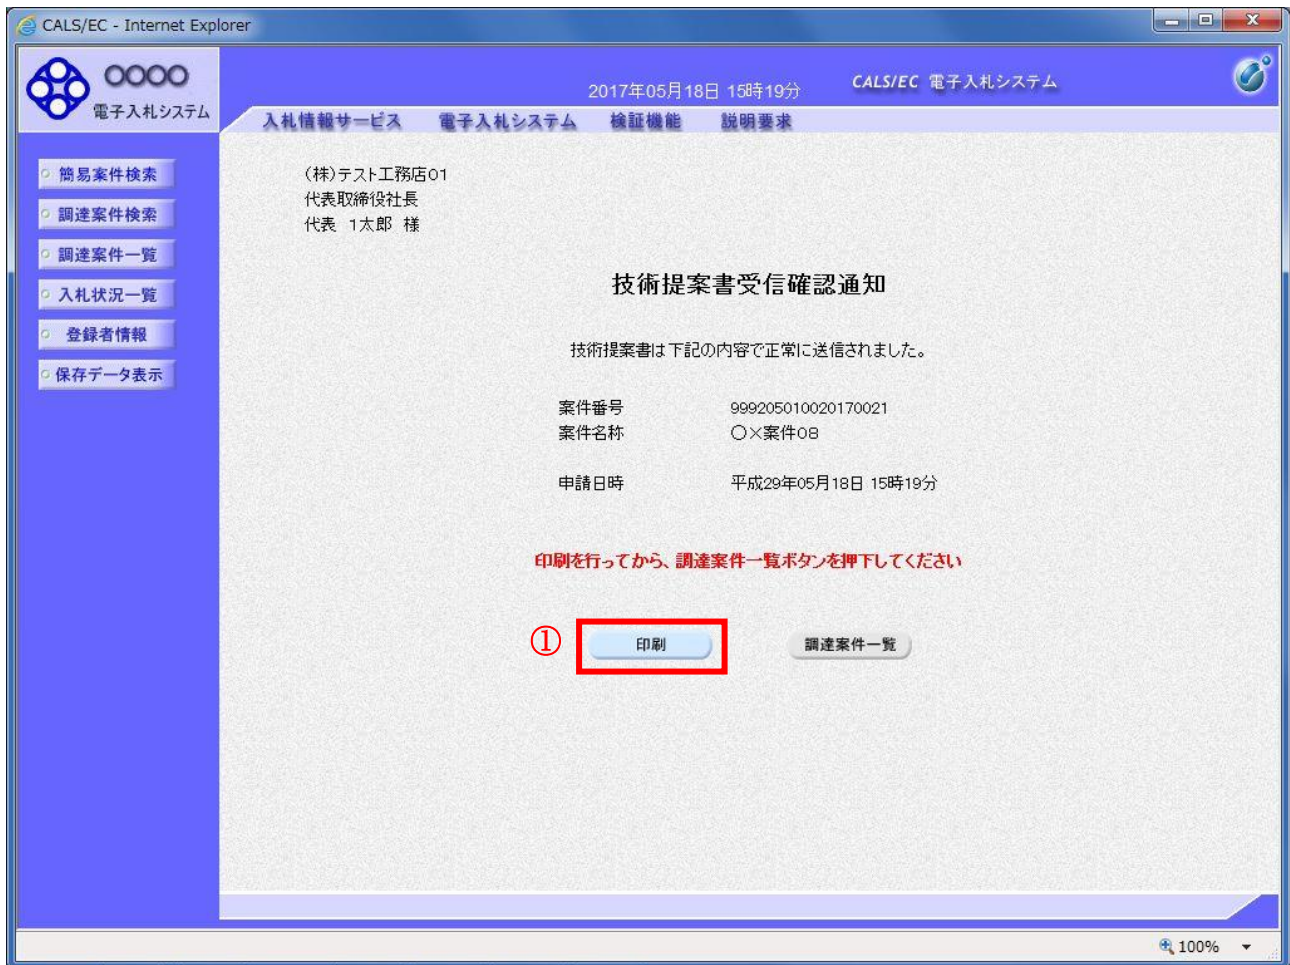 CALS/EC - Internet Explorer
○○○○
電子入札システム
2017年05月18日 15時19分
CALS/EC 電子入札システム
入札情報サービス 電子入札システム 検証機能 説明要求
簡易案件検索
調達案件検索
調達案件一覧
入札状況一覧
登録者情報
保存データ表示
(株)テスト工務店01
代表取締役社長
代表 1太郎 様
技術提案書受信確認通知
技術提案書は下記の内容で正常に送信されました。
案件番号 999205010020170021
案件名称 ○×案件08
申請日時 平成29年05月18日 15時19分
印刷を行ってから、調達案件一覧ボタンを押下してください
① 印刷 調達案件一覧
100%